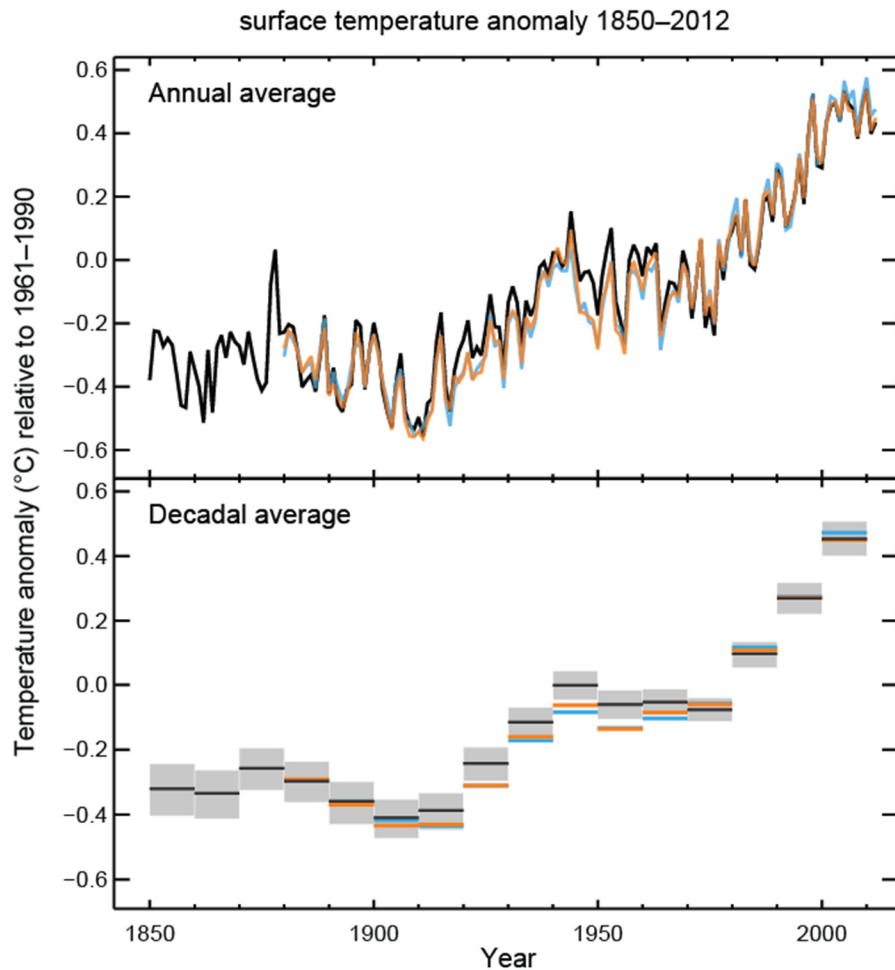 surface temperature anomaly 1850–2012
Temperature anomaly (°C) relative to 1961–1990
Annual average
0.6
0.4
0.2
0.0
−0.2
−0.4
−0.6
Decadal average
0.6
0.4
0.2
0.0
−0.2
−0.4
−0.6
1850 1900 1950 2000
Year